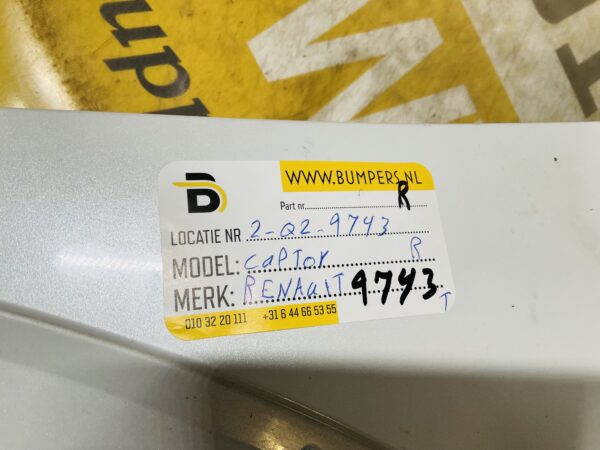 WWW.BUMPERS.NL
Part nr. R
LOCATIE NR 2-Q2-9743
MODEL: CAPTOR R
MERK: RENAULT 9743 T
010 32 20 111 +31 6 44 66 53 55